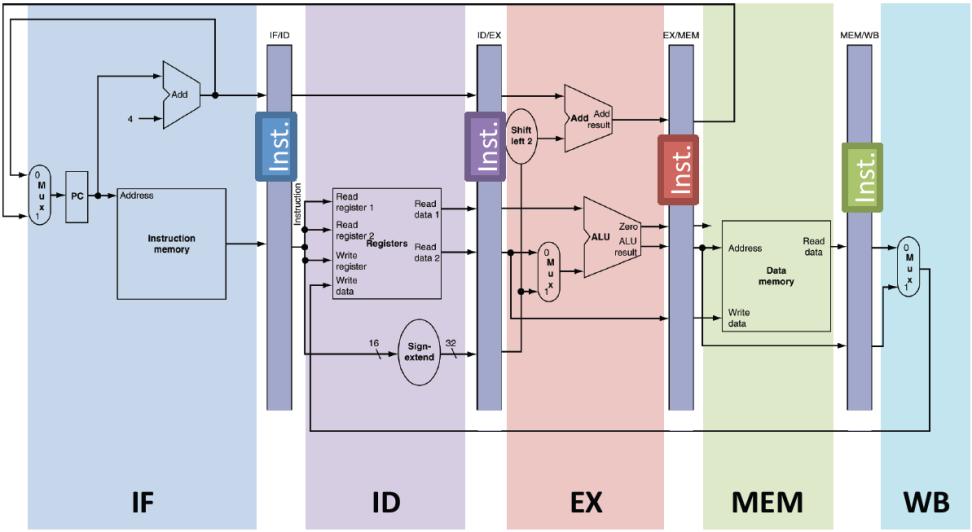 IF/ID
ID/EX
EX/MEM
MEM/WB
Add
4
Inst.
Inst.
Inst.
Inst.
Shift
left 2
Add
Add
result
0
M
u
x
1
PC
Address
Instruction
memory
Instruction
Read
register 1
Read
register 2
Registers
Write
register
Write
data
Read
data 1
Read
data 2
16
Sign-
extend
32
0
M
u
x
1
ALU
Zero
ALU
result
Address
Read
data
Data
memory
Write
data
0
M
u
x
1
IF
ID
EX
MEM
WB